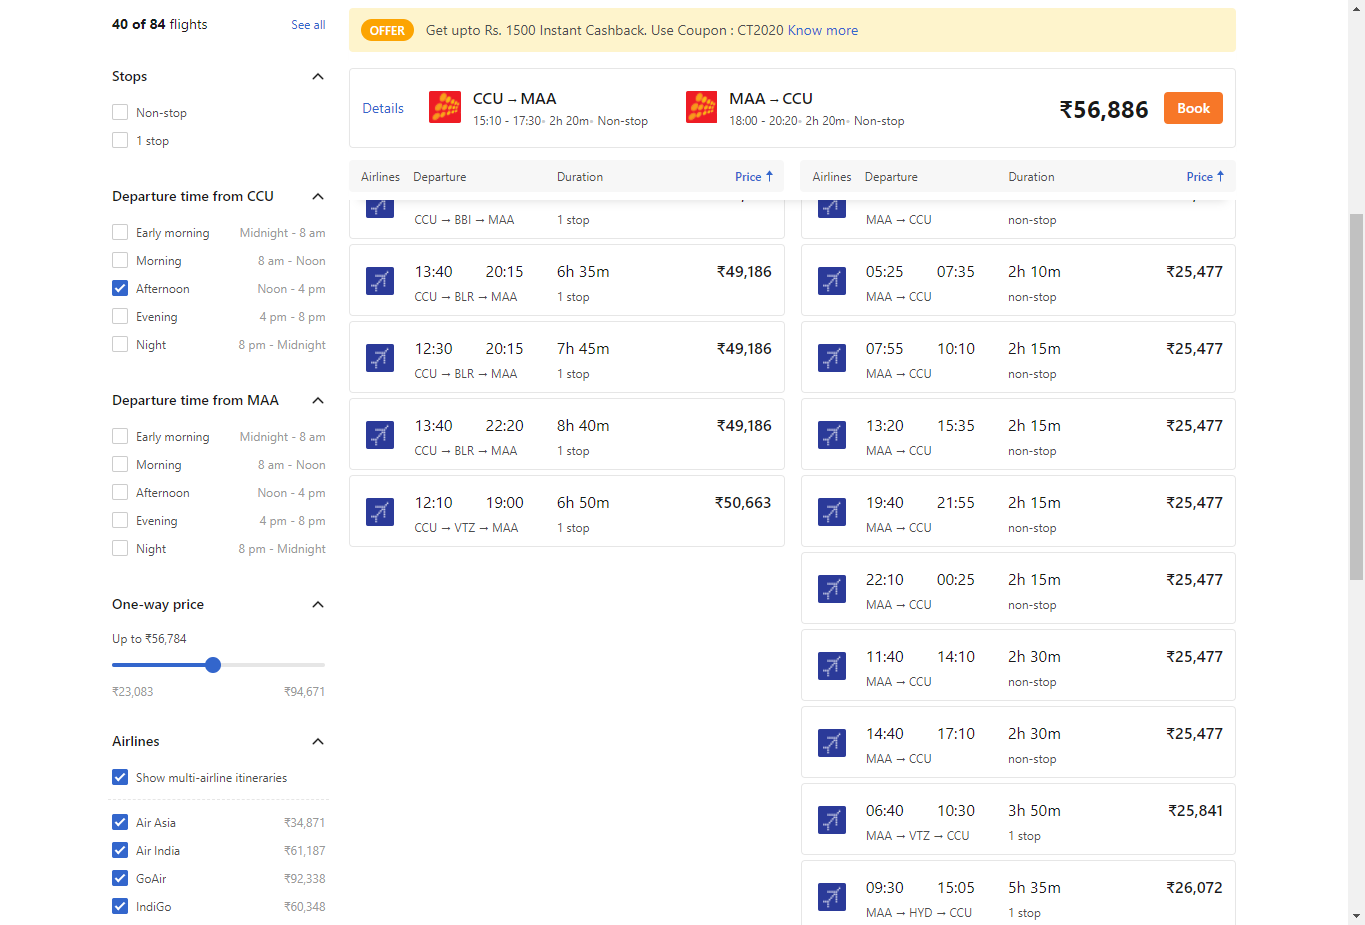 40 of 84 flights
See all
Stops
Non-stop
1 stop
Departure time from CCU
Early morning Midnight - 8 am
Morning 8 am - Noon
Afternoon Noon - 4 pm
Evening 4 pm - 8 pm
Night 8 pm - Midnight
Departure time from MAA
Early morning Midnight - 8 am
Morning 8 am - Noon
Afternoon Noon - 4 pm
Evening 4 pm - 8 pm
Night 8 pm - Midnight
One-way price
Up to ₹56,784
₹23,083 ₹94,671
Airlines
Show multi-airline itineraries
Air Asia ₹34,871
Air India ₹61,187
GoAir ₹92,338
IndiGo ₹60,348
OFFER Get upto Rs. 1500 Instant Cashback. Use Coupon : CT2020 Know more
Details
CCU → MAA
15:10 - 17:30• 2h 20m• Non-stop
MAA → CCU
18:00 - 20:20• 2h 20m• Non-stop
₹56,886
Book
Airlines Departure Duration Price ↑
CCU → BBI → MAA 1 stop
13:40 20:15 6h 35m ₹49,186
CCU → BLR → MAA 1 stop
12:30 20:15 7h 45m ₹49,186
CCU → BLR → MAA 1 stop
13:40 22:20 8h 40m ₹49,186
CCU → BLR → MAA 1 stop
12:10 19:00 6h 50m ₹50,663
CCU → VTZ → MAA 1 stop
Airlines Departure Duration Price ↑
MAA → CCU non-stop
05:25 07:35 2h 10m ₹25,477
MAA → CCU non-stop
07:55 10:10 2h 15m ₹25,477
MAA → CCU non-stop
13:20 15:35 2h 15m ₹25,477
MAA → CCU non-stop
19:40 21:55 2h 15m ₹25,477
MAA → CCU non-stop
22:10 00:25 2h 15m ₹25,477
MAA → CCU non-stop
11:40 14:10 2h 30m ₹25,477
MAA → CCU non-stop
14:40 17:10 2h 30m ₹25,477
MAA → CCU non-stop
06:40 10:30 3h 50m ₹25,841
MAA → VTZ → CCU 1 stop
09:30 15:05 5h 35m ₹26,072
MAA → HYD → CCU 1 stop